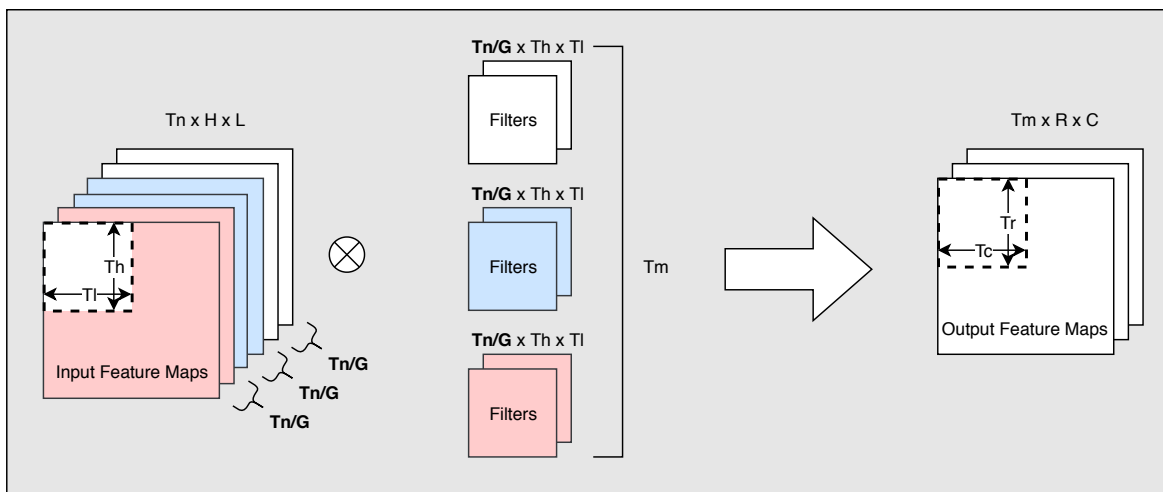 Tn x H x L
Th
Tl
Input Feature Maps
Tn/G
Tn/G
Tn/G
Tn/G x Th x Tl
Filters
Tn/G x Th x Tl
Filters
Tn/G x Th x Tl
Filters
Tm
Tm x R x C
Tr
Tc
Output Feature Maps